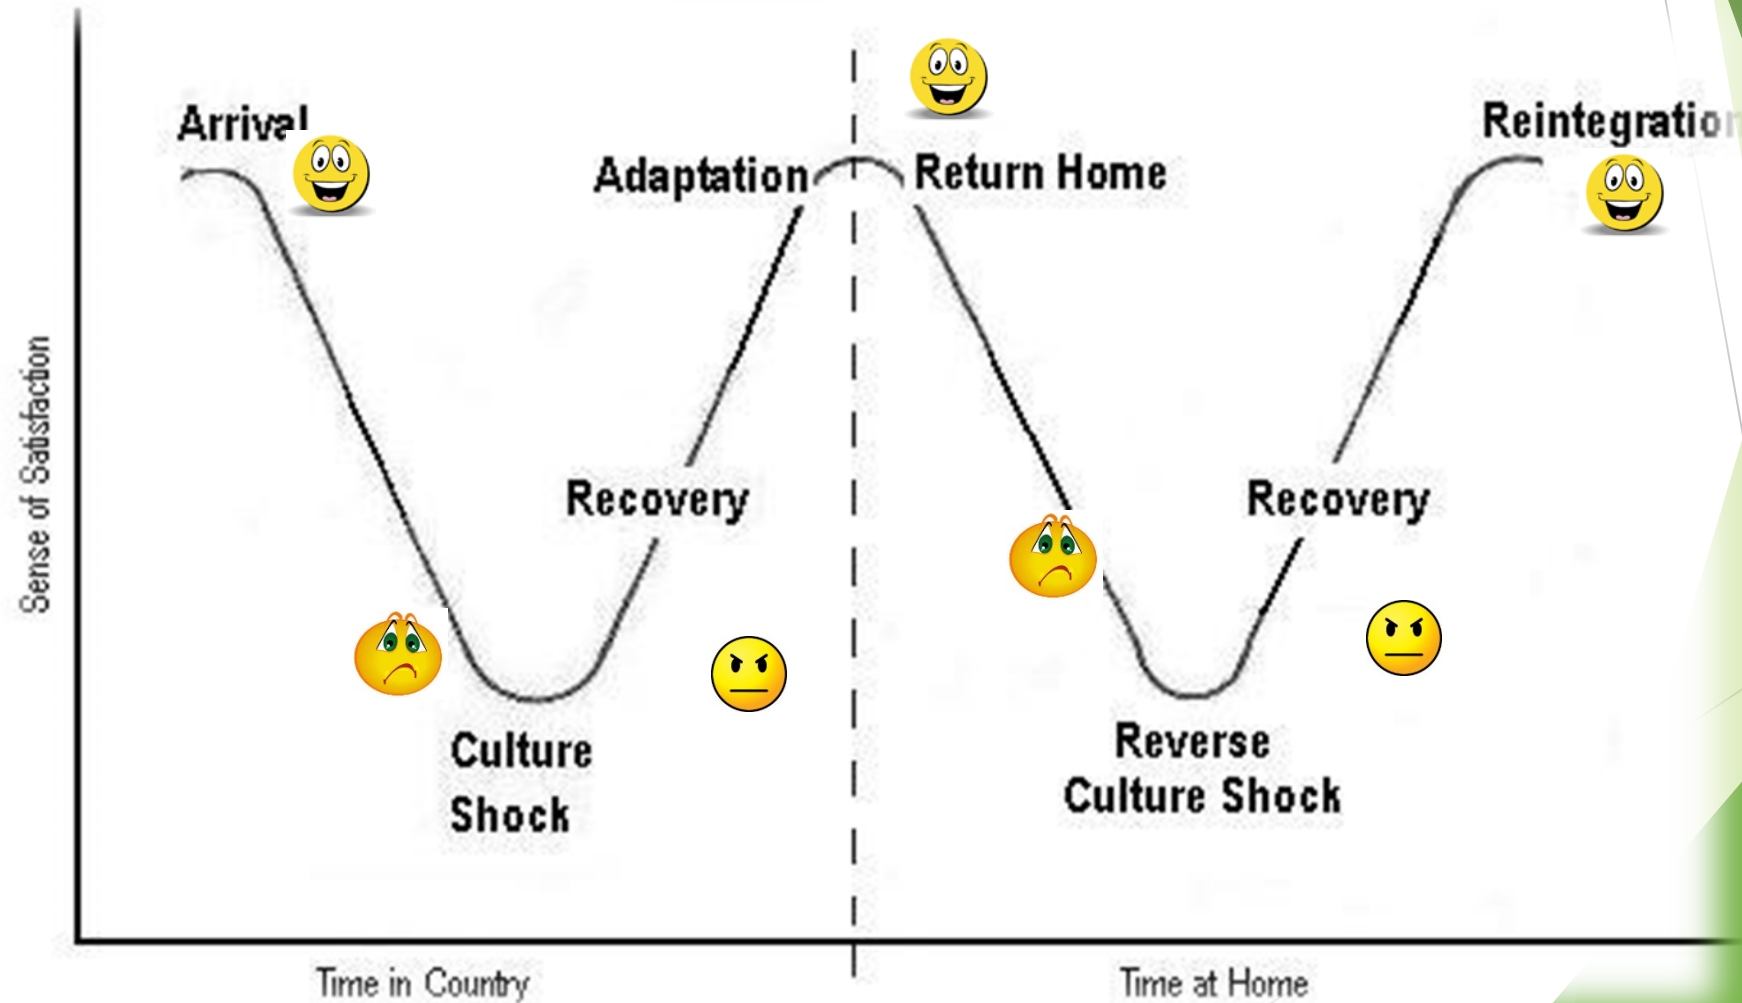 Arrival
Adaptation
Return Home
Reintegration
Sense of Satisfaction
Recovery
Recovery
Culture
Shock
Reverse
Culture Shock
Time in Country
Time at Home